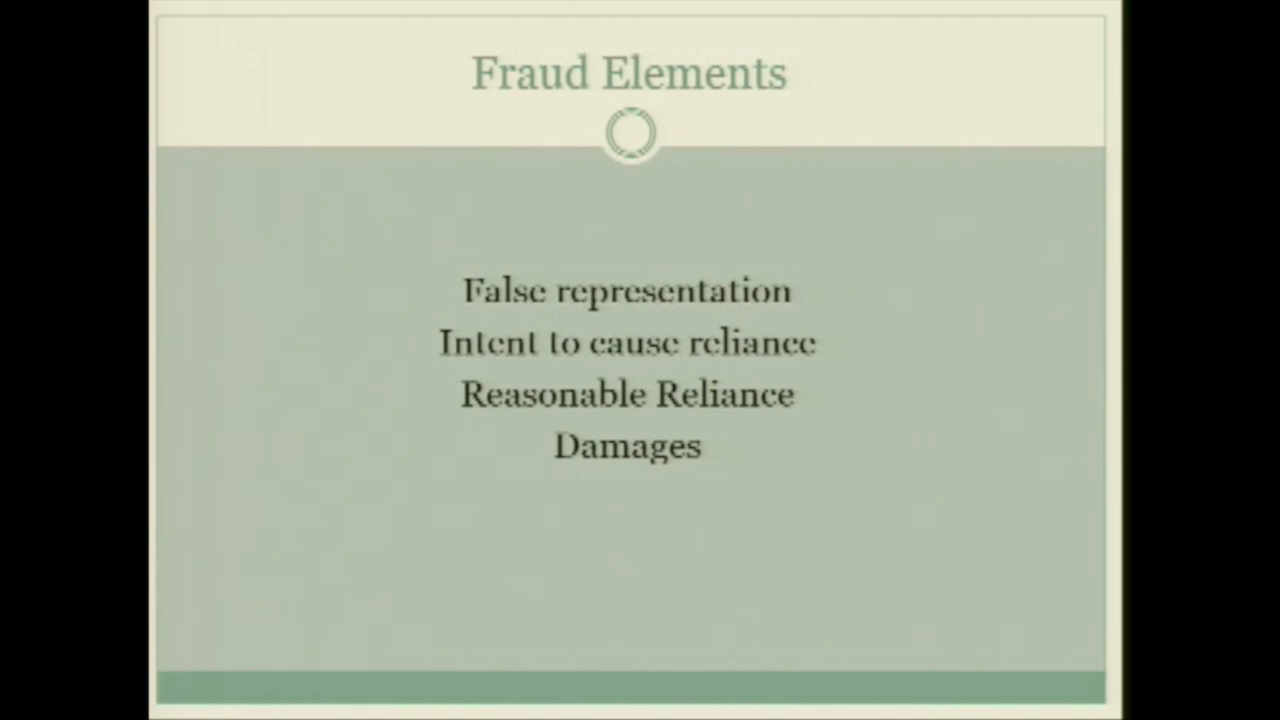 Fraud Elements
False representation
Intent to cause reliance
Reasonable Reliance
Damages